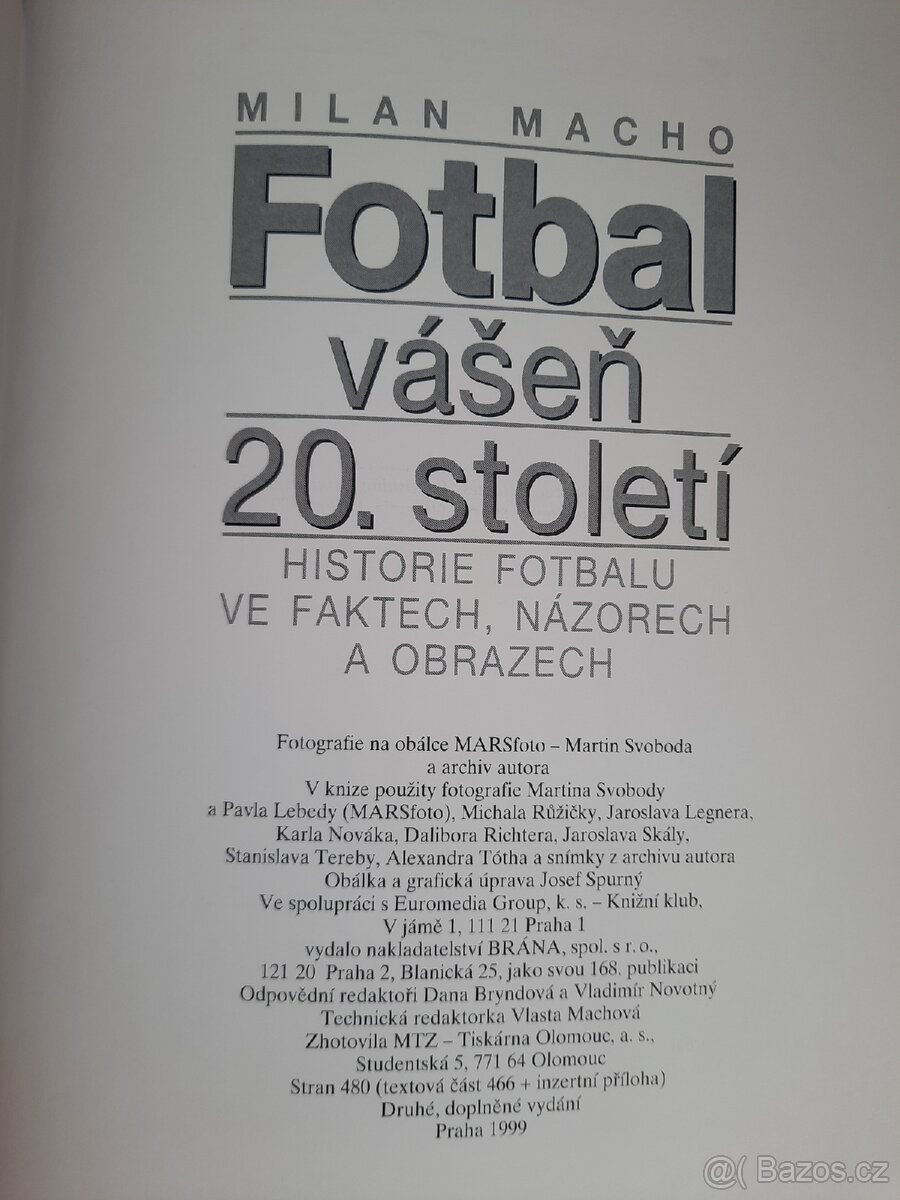 MILAN MACHO
Fotbal
vášeň
20. století
HISTORIE FOTBALU
VE FAKTECH, NÁZORECH
A OBRAZECH
Fotografie na obálce MARSfoto – Martin Svoboda
a archiv autora
V knize použity fotografie Martina Svobody
a Pavla Lebedy (MARSfoto), Michala Růžičky, Jaroslava Legnera,
Karla Nováka, Dalibora Richtera, Jaroslava Skály,
Stanislava Tereby, Alexandra Tótha a snímky z archivu autora
Obálka a grafická úprava Josef Spurný
Ve spolupráci s Euromedia Group, k. s. – Knižní klub,
V jámě 1, 111 21 Praha 1
vydalo nakladatelství BRÁNA, spol. s r. o.,
121 20 Praha 2, Blanická 25, jako svou 168. publikaci
Odpovědní redaktoři Dana Bryndová a Vladimír Novotný
Technická redaktorka Vlasta Machová
Zhotovila MTZ – Tiskárna Olomouc, a. s.,
Studentská 5, 771 64 Olomouc
Stran 480 (textová část 466 + inzertní příloha)
Druhé, doplněné vydání
Praha 1999
@( Bazos.cz